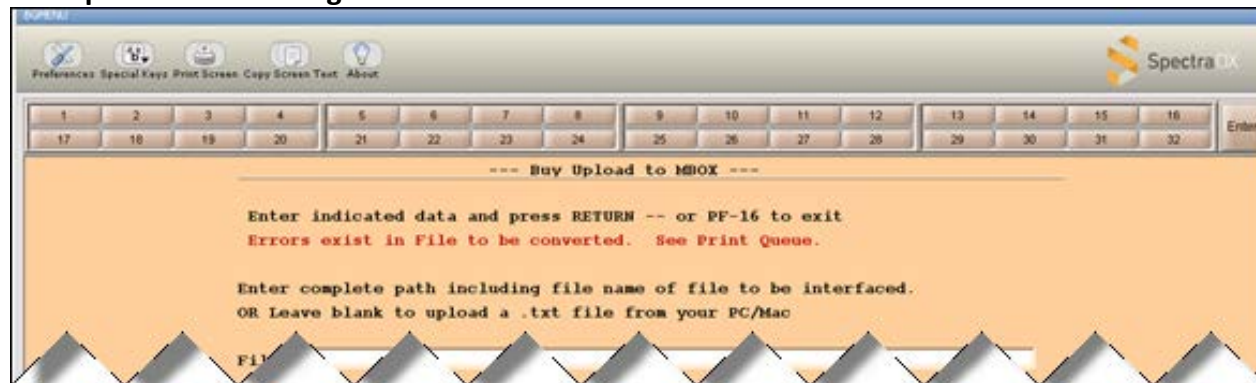 BGMENU
Preferences Special Keys Print Screen Copy Screen Text About
SpectraDX
1 2 3 4 5 6 7 8 9 10 11 12 13 14 15 16
Enter
17 18 19 20 21 22 23 24 25 26 27 28 29 30 31 32
--- Buy Upload to MBOX ---
Enter indicated data and press RETURN -- or PF-16 to exit
Errors exist in File to be converted. See Print Queue.
Enter complete path including file name of file to be interfaced.
OR Leave blank to upload a .txt file from your PC/Mac